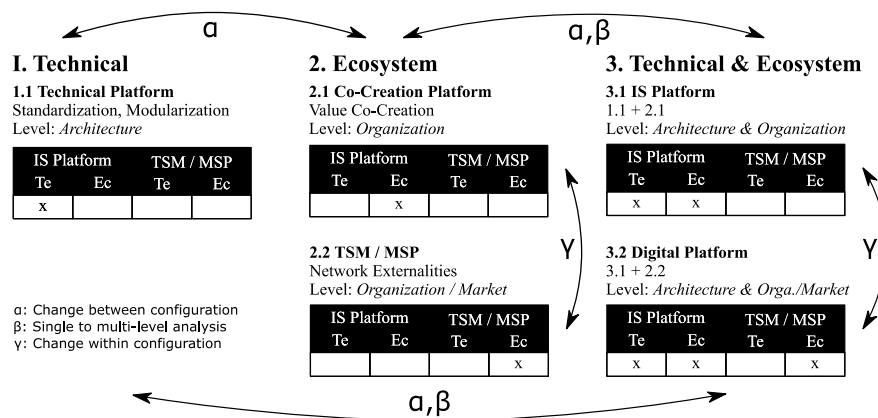 α
α,β
I. Technical
1.1 Technical Platform
Standardization, Modularization
Level: Architecture
IS Platform TSM / MSP
Te Ec Te Ec
x
2. Ecosystem
2.1 Co-Creation Platform
Value Co-Creation
Level: Organization
IS Platform TSM / MSP
Te Ec Te Ec
x
3. Technical & Ecosystem
3.1 IS Platform
1.1 + 2.1
Level: Architecture & Organization
IS Platform TSM / MSP
Te Ec Te Ec
x x
γ
γ
2.2 TSM / MSP
Network Externalities
Level: Organization / Market
IS Platform TSM / MSP
Te Ec Te Ec
x
3.2 Digital Platform
3.1 + 2.2
Level: Architecture & Orga./Market
IS Platform TSM / MSP
Te Ec Te Ec
x x x
α: Change between configuration
β: Single to multi-level analysis
γ: Change within configuration
α,β